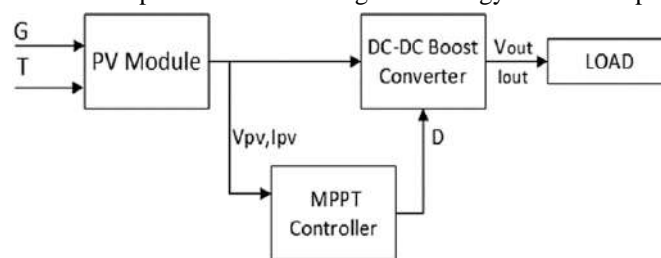 G
T
PV Module
DC-DC Boost
Converter
Vout
Iout
LOAD
Vpv,Ipv
D
MPPT
Controller